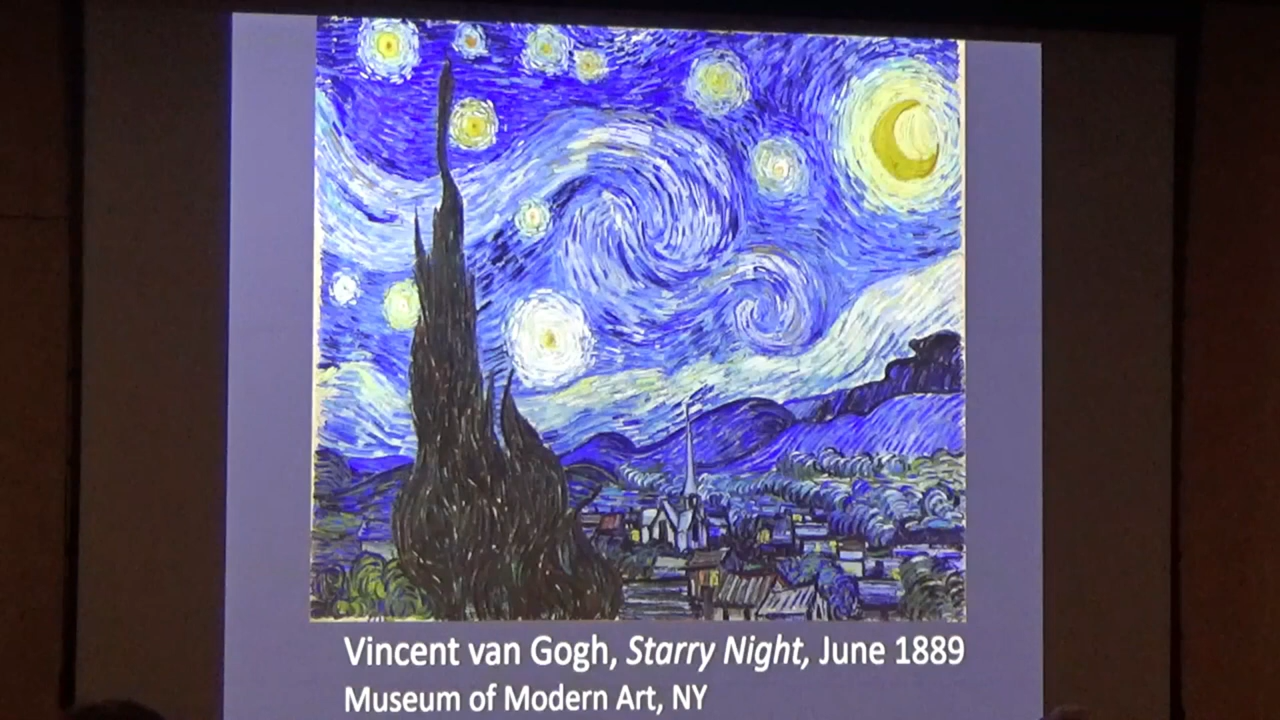 Vincent van Gogh, Starry Night, June 1889
Museum of Modern Art, NY